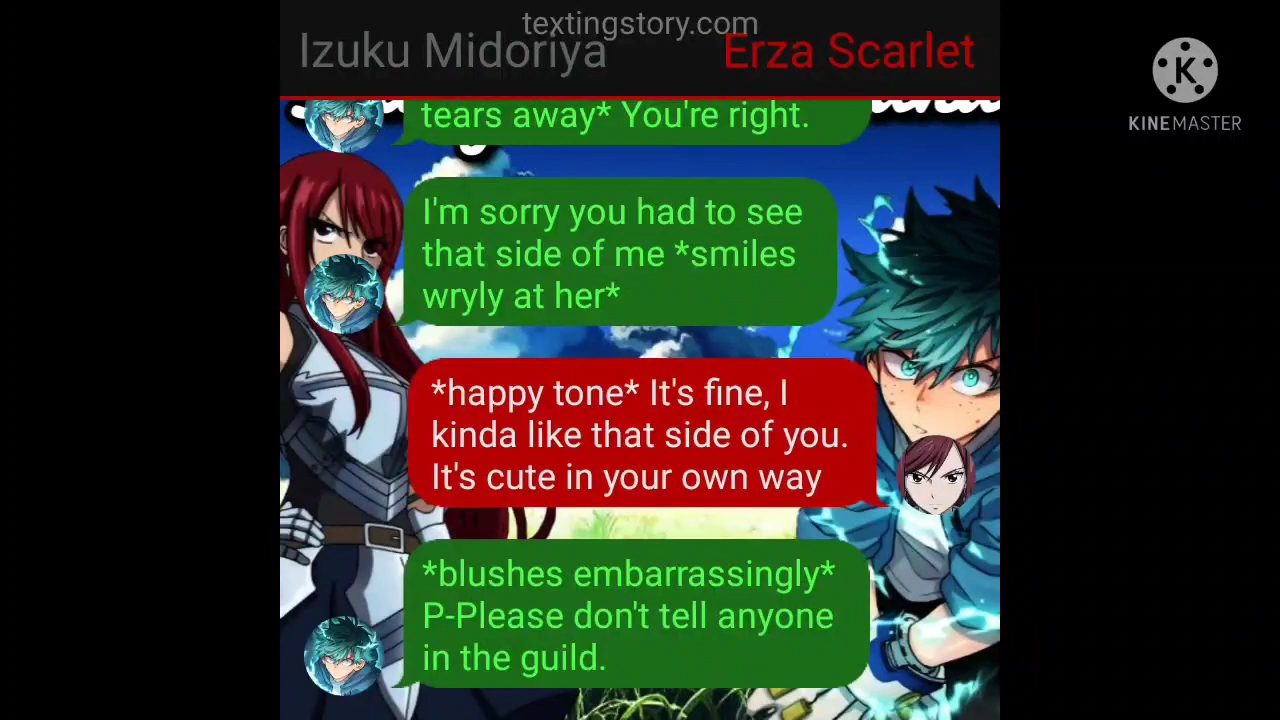 textingstory.com
Izuku Midoriya
Erza Scarlet
KINEMASTER
tears away* You're right.
I'm sorry you had to see
that side of me *smiles
wryly at her*
*happy tone* It's fine, I
kinda like that side of you.
It's cute in your own way
*blushes embarrassingly*
P-Please don't tell anyone
in the guild.